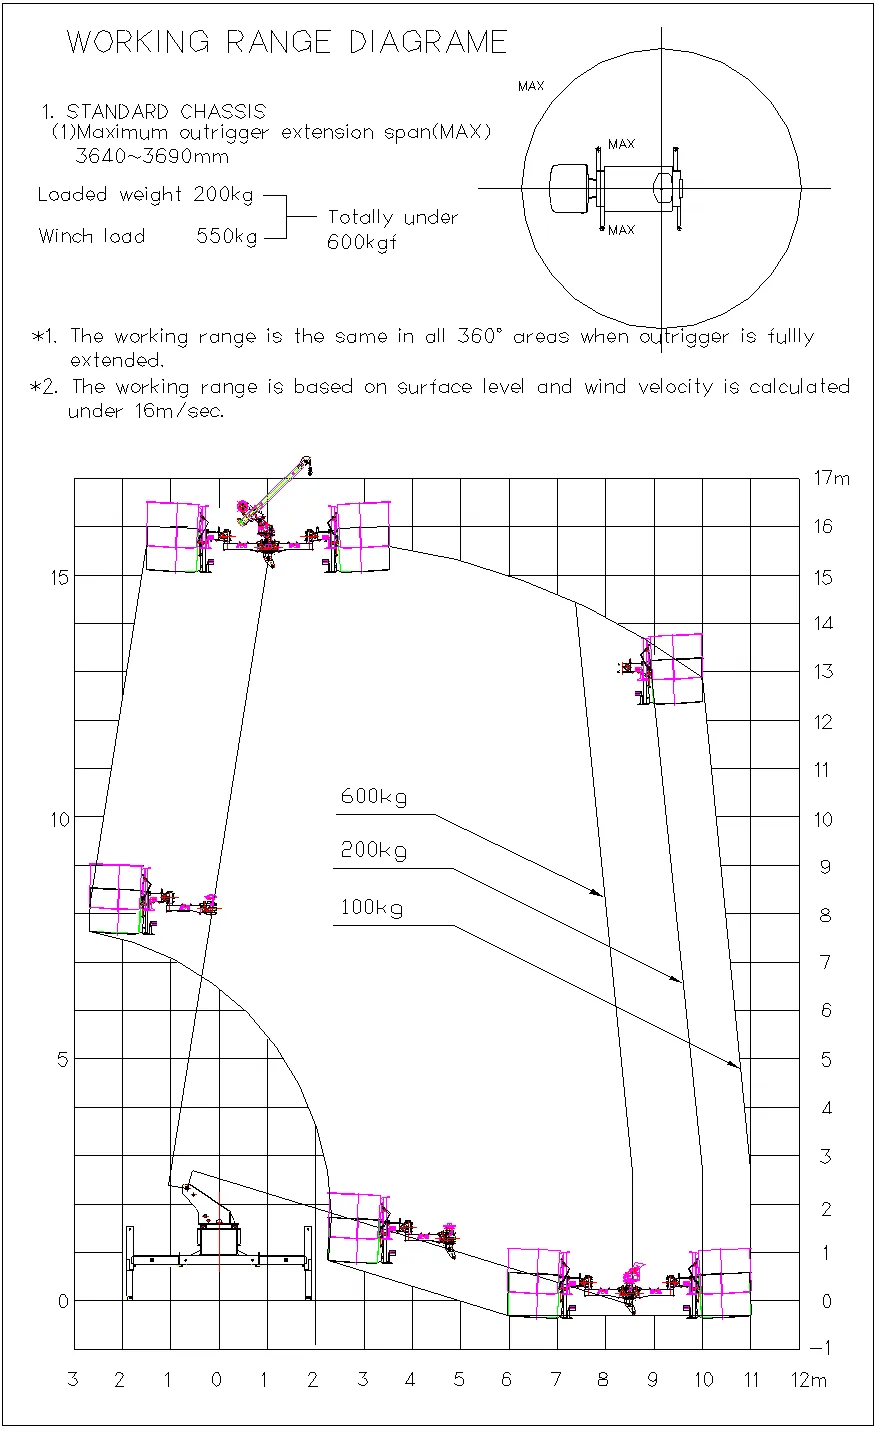 WORKING RANGE DIAGRAME
MAX
1. STANDARD CHASSIS
(1)Maximum outrigger extension span(MAX)
3640~3690mm
MAX
Loaded weight 200kg
Totally under
600kgf
Winch load 550kg
MAX
*1. The working range is the same in all 360° areas when outrigger is fullly
extended.
*2. The working range is based on surface level and wind velocity is calculated
under 16m/sec.
17m
16
15 15
14
13
12
11
600kg
10 10
200kg
9
100kg
8
7
6
5 5
4
3
2
1
0 0
-1
3 2 1 0 1 2 3 4 5 6 7 8 9 10 11 12m